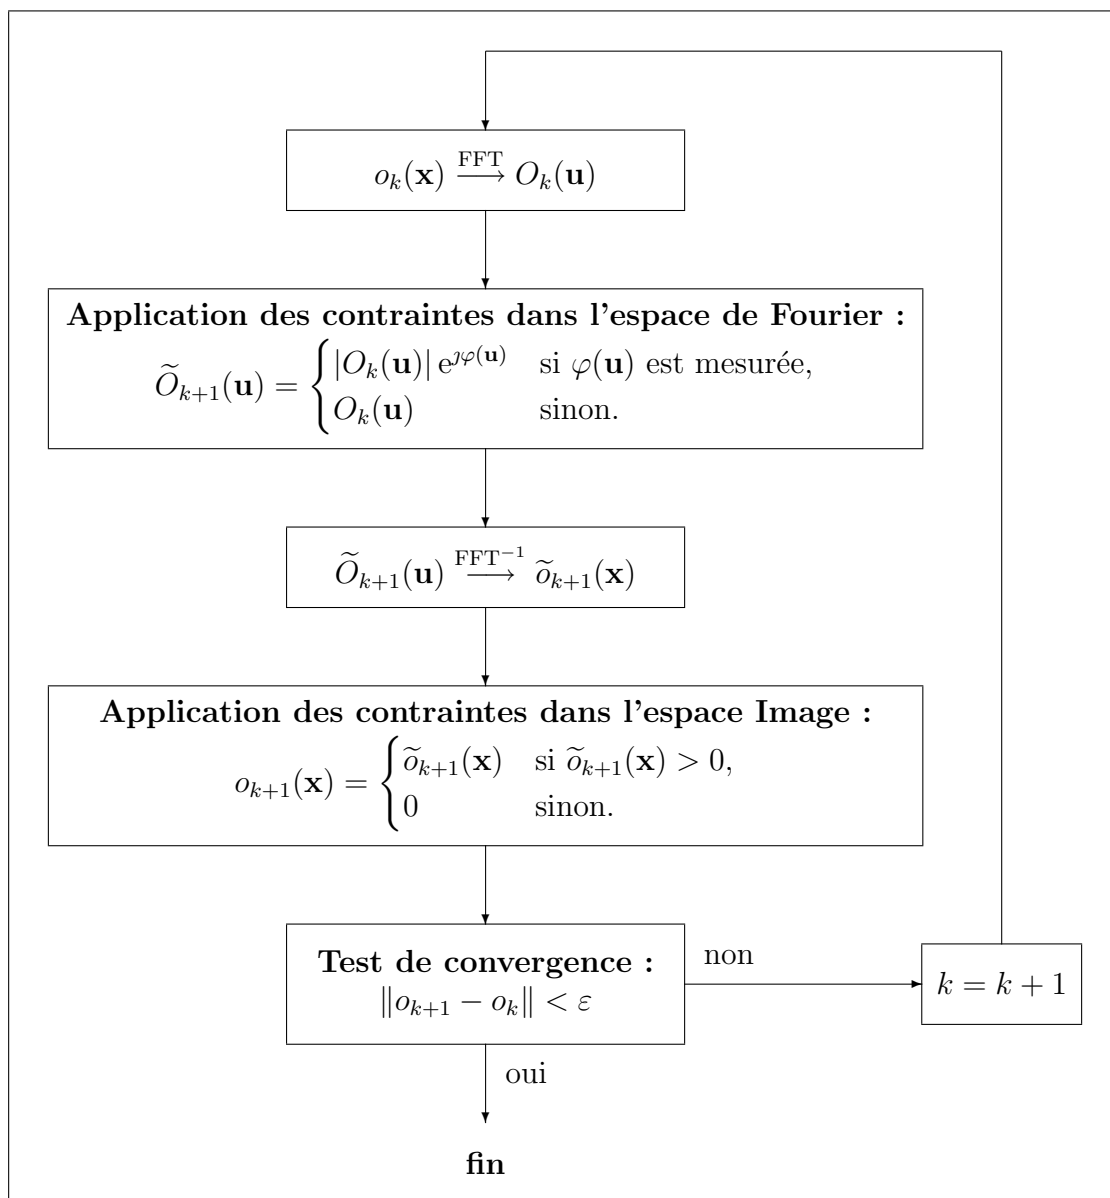 o_k(𝐱) \overset{FFT}{⟶} O_k(𝐮)
Application des contraintes dans l'espace de Fourier :
Õ_{k+1}(𝐮) = { |O_k(𝐮)| e^{ȷφ(𝐮)} si φ(𝐮) est mesurée,
O_k(𝐮) sinon.
Õ_{k+1}(𝐮) \overset{FFT^{−1}}{⟶} õ_{k+1}(𝐱)
Application des contraintes dans l'espace Image :
o_{k+1}(𝐱) = { õ_{k+1}(𝐱) si õ_{k+1}(𝐱) > 0,
0 sinon.
Test de convergence :
‖o_{k+1} − o_k‖ < ε
non
k = k + 1
oui
fin